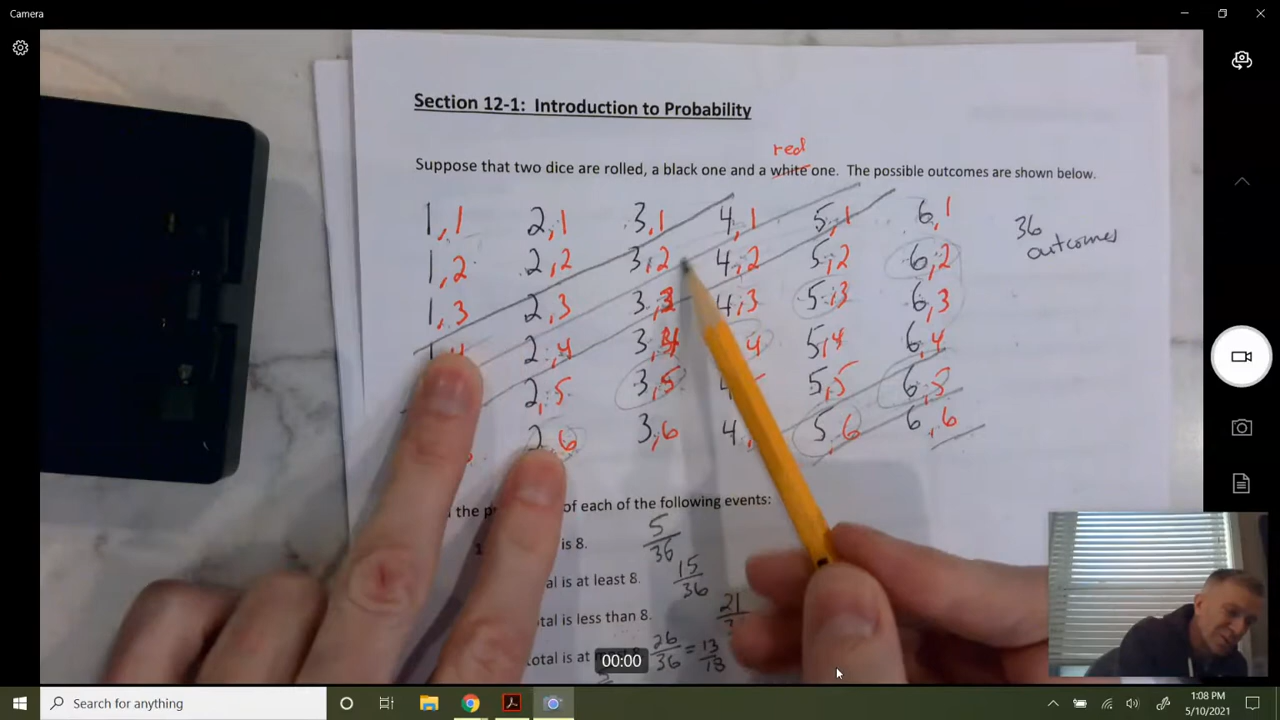 Camera
Section 12-1: Introduction to Probability
red
Suppose that two dice are rolled, a black one and a white one. The possible outcomes are shown below.
1,1 2,1 3,1 4,1 5,1 6,1
1,2 2,2 3,2 4,2 5,2 6,2
1,3 2,3 3,3 4,3 5,3 6,3
36 outcomes
2,4 3,4 4 5,4 6,4
2,5 3,5 5,5 6,5
2,6 3,6 4, 5,6 6,6
of each of the following events:
is 8. 5/36
al is at least 8. 15/36
al is less than 8. 21
total is at 26/36 = 13/18
00:00
Search for anything
1:08 PM
5/10/2021